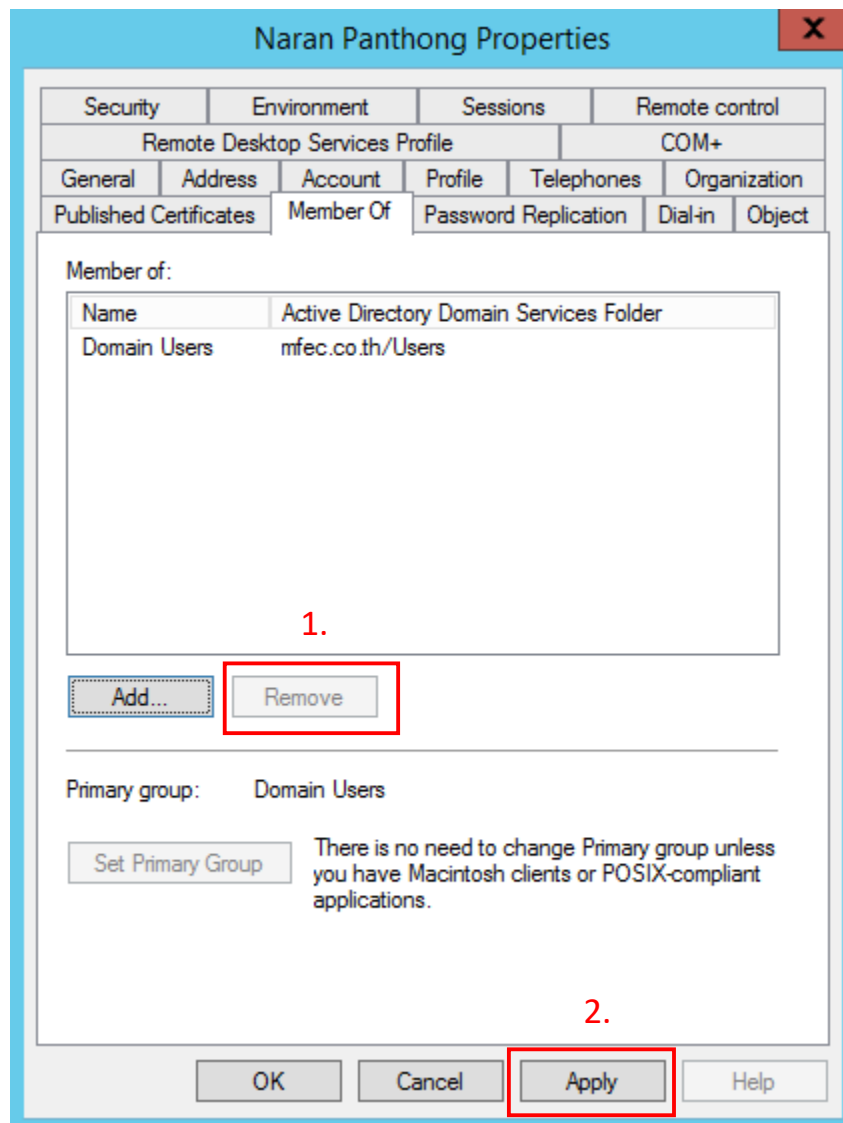 Naran Panthong Properties
X
Security Environment Sessions Remote control
Remote Desktop Services Profile COM+
General Address Account Profile Telephones Organization
Published Certificates Member Of Password Replication Dial-in Object
Member of:
Name Active Directory Domain Services Folder
Domain Users mfec.co.th/Users
1.
Add... Remove
Primary group: Domain Users
Set Primary Group
There is no need to change Primary group unless
you have Macintosh clients or POSIX-compliant
applications.
2.
OK Cancel Apply Help